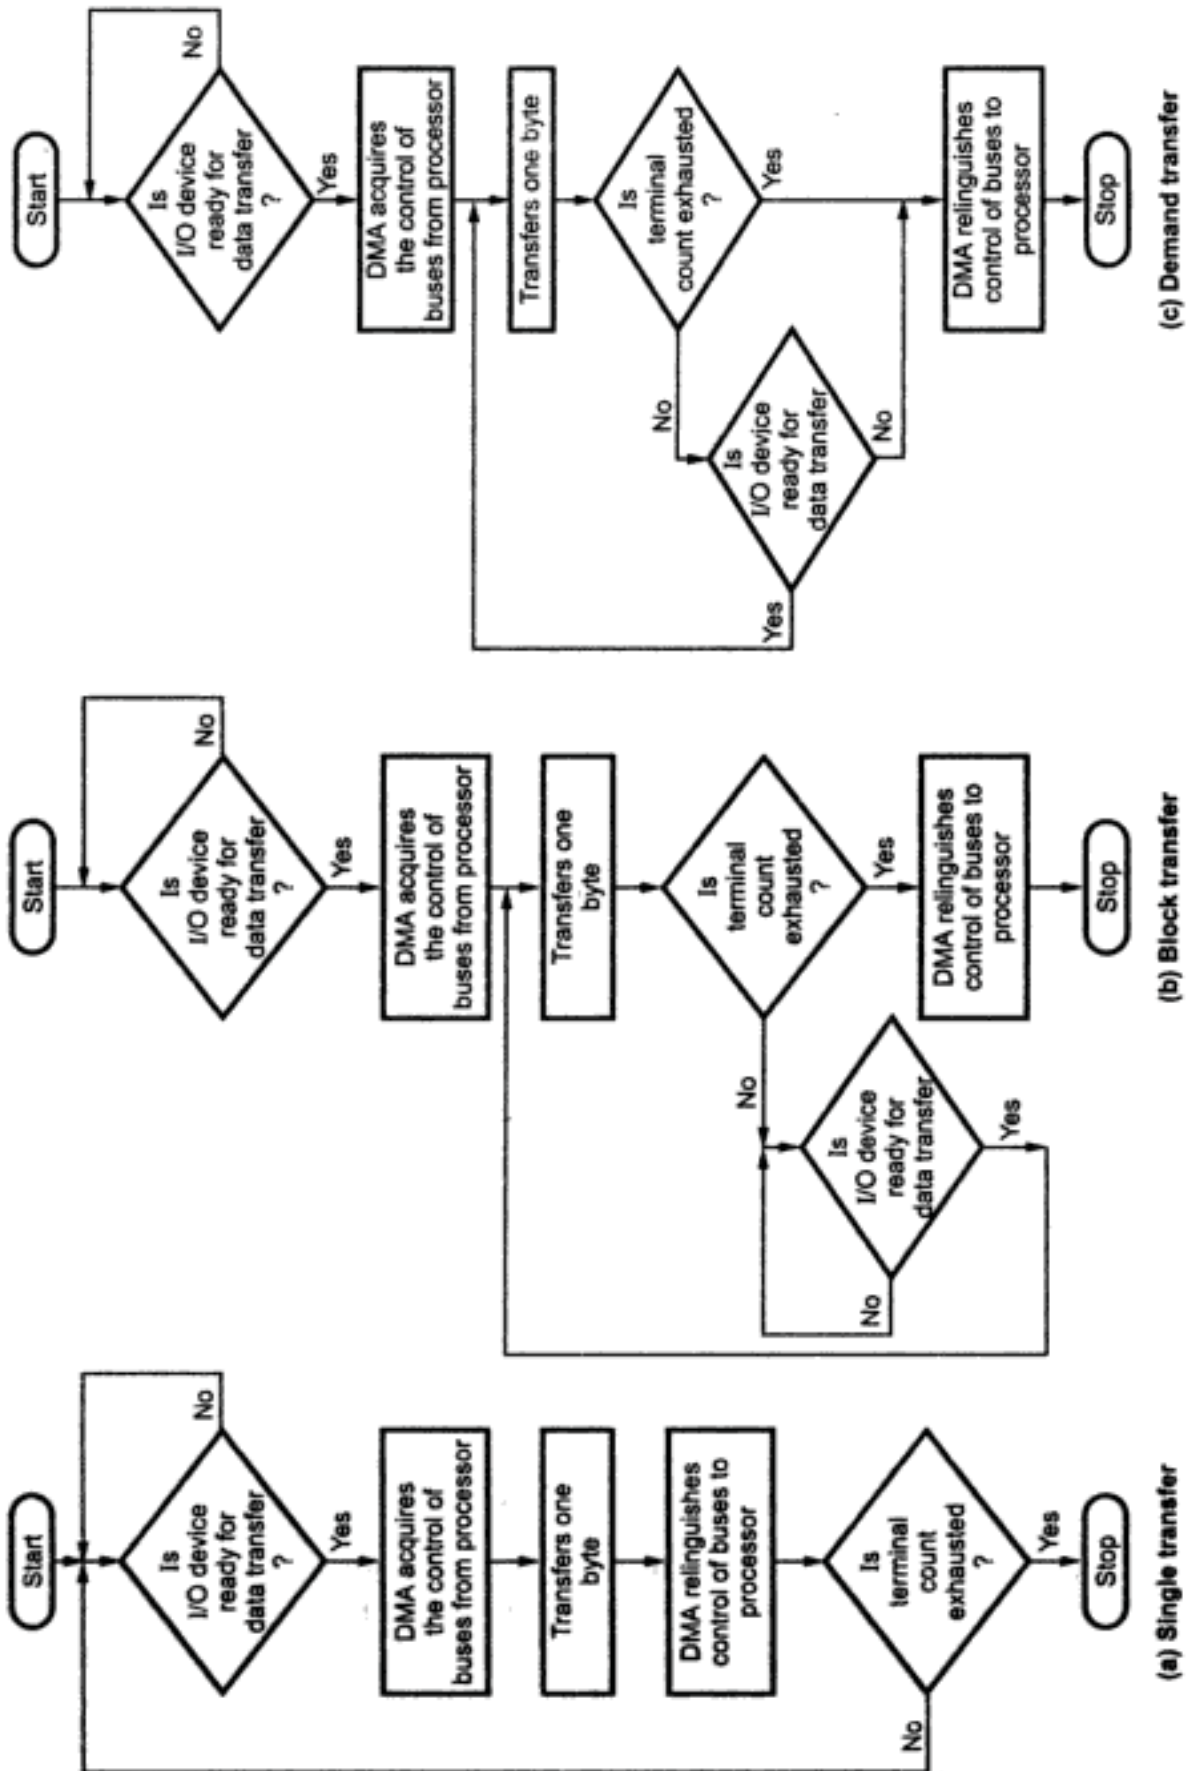 Start
Is
I/O device
ready for
data transfer
?
No
Yes
DMA acquires
the control of
buses from processor
Transfers one
byte
DMA relinguishes
control of buses to
processor
Is
terminal
count
exhausted
?
No
Yes
Stop
(a) Single transfer
Start
Is
I/O device
ready for
data transfer
?
No
Yes
DMA acquires
the control of
buses from processor
Transfers one
byte
Is
terminal
count
exhausted
?
No
Yes
Is
I/O device
ready for
data transfer
No
Yes
DMA relinguishes
control of buses to
processor
Stop
(b) Block transfer
Start
Is
I/O device
ready for
data transfer
?
No
Yes
DMA acquires
the control of
buses from processor
Transfers one byte
Is
terminal
count exhausted
?
No
Yes
Is
I/O device
ready for
data transfer
Yes
No
DMA relinguishes
control of buses to
processor
Stop
(c) Demand transfer